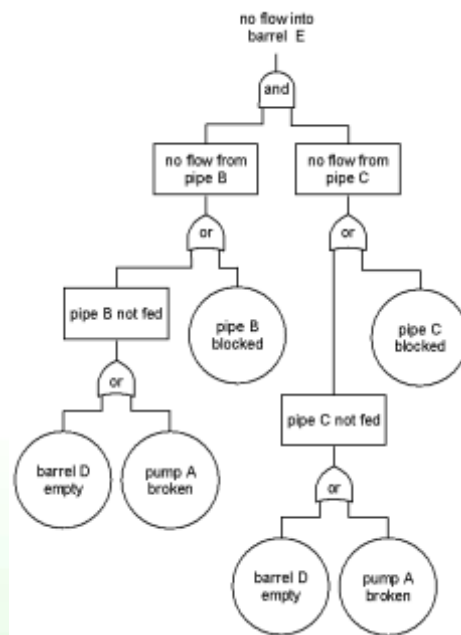 no flow into
barrel E
and
no flow from
pipe B
no flow from
pipe C
or
or
pipe B not fed
pipe B
blocked
pipe C
blocked
or
pipe C not fed
barrel D
empty
pump A
broken
or
barrel D
empty
pump A
broken